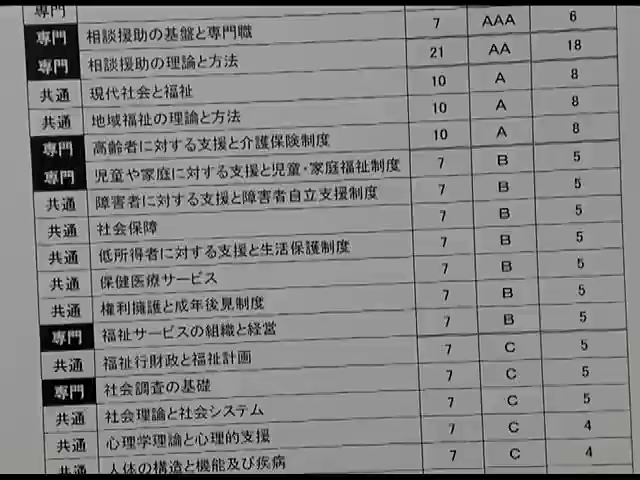 専門
専門 相談援助の基盤と専門職 7 AAA 6
専門 相談援助の理論と方法 21 AA 18
共通 現代社会と福祉 10 A 8
共通 地域福祉の理論と方法 10 A 8
専門 高齢者に対する支援と介護保険制度 10 A 8
専門 児童や家庭に対する支援と児童・家庭福祉制度 7 B 5
共通 障害者に対する支援と障害者自立支援制度 7 B 5
共通 社会保障 7 B 5
共通 低所得者に対する支援と生活保護制度 7 B 5
共通 保健医療サービス 7 B 5
共通 権利擁護と成年後見制度 7 B 5
専門 福祉サービスの組織と経営 7 B 5
共通 福祉行財政と福祉計画 7 C 5
専門 社会調査の基礎 7 C 5
共通 社会理論と社会システム 7 C 5
共通 心理学理論と心理的支援 7 C 4
共通 人体の構造と機能及び疾病 7 C 4